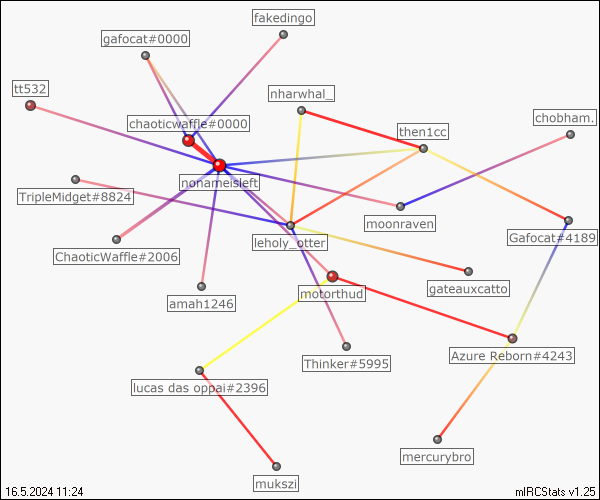 fakedingo
gafocat#0000
tt532
nharwhal_
chobham.
chaoticwaffle#0000
then1cc
nonameisleft
TripleMidget#8824
moonraven
Gafocat#4189
leholy_otter
ChaoticWaffle#2006
gateauxcatto
motorthud
amah1246
Azure Reborn#4243
Thinker#5995
lucas das oppai#2396
mercurybro
mukszi
16.5.2024 11:24
mIRCStats v1.25